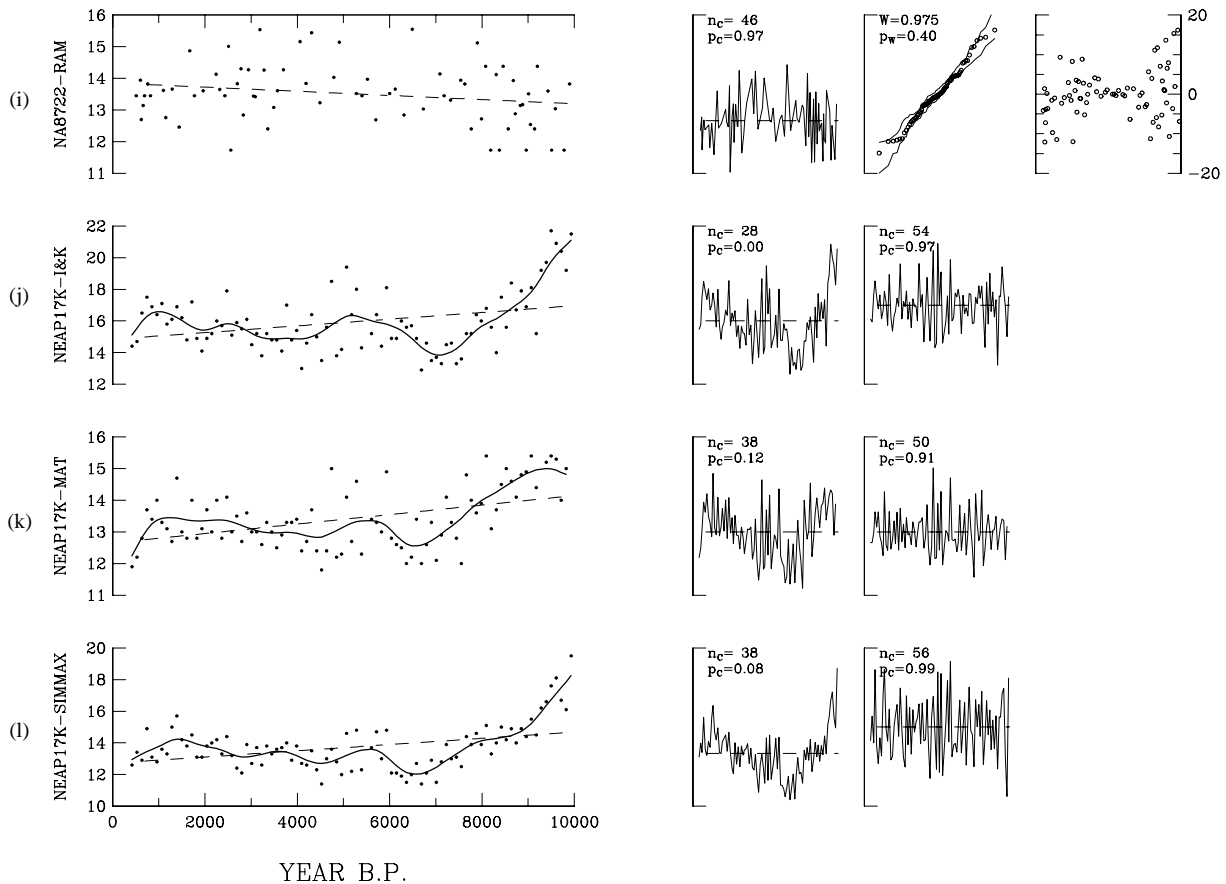 (i)
NA8722-RAM
16
15
14
13
12
11
n_c= 46
p_c=0.97
W=0.975
p_w=0.40
20
0
-20
(j)
NEAP17K-I&K
22
20
18
16
14
12
n_c= 28
p_c=0.00
n_c= 54
p_c=0.97
(k)
NEAP17K-MAT
16
15
14
13
12
11
n_c= 38
p_c=0.12
n_c= 50
p_c=0.91
(l)
NEAP17K-SIMMAX
20
18
16
14
12
10
n_c= 38
p_c=0.08
n_c= 56
p_c=0.99
0 2000 4000 6000 8000 10000
YEAR B.P.